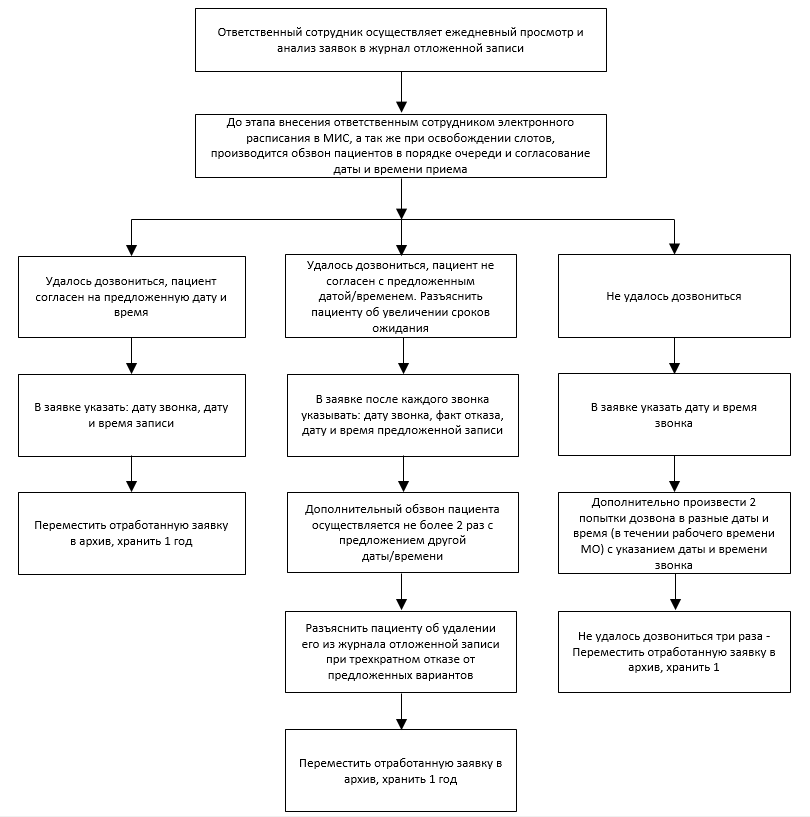 Ответственный сотрудник осуществляет ежедневный просмотр и
анализ заявок в журнал отложенной записи
До этапа внесения ответственным сотрудником электронного
расписания в МИС, а так же при освобождении слотов,
производится обзвон пациентов в порядке очереди и согласование
даты и времени приема
Удалось дозвониться, пациент
согласен на предложенную дату и
время
Удалось дозвониться, пациент не
согласен с предложенным
датой/временем. Разъяснить
пациенту об увеличении сроков
ожидания
Не удалось дозвониться
В заявке указать: дату звонка, дату
и время записи
В заявке после каждого звонка
указывать: дату звонка, факт отказа,
дату и время предложенной записи
В заявке указать дату и время
звонка
Переместить отработанную заявку
в архив, хранить 1 год
Дополнительный обзвон пациента
осуществляется не более 2 раз с
предложением другой
даты/времени
Дополнительно произвести 2
попытки дозвона в разные даты и
время (в течении рабочего времени
МО) с указанием даты и времени
звонка
Разъяснить пациенту об удалении
его из журнала отложенной записи
при трехкратном отказе от
предложенных вариантов
Не удалось дозвониться три раза -
Переместить отработанную заявку в
архив, хранить 1
Переместить отработанную заявку в
архив, хранить 1 год